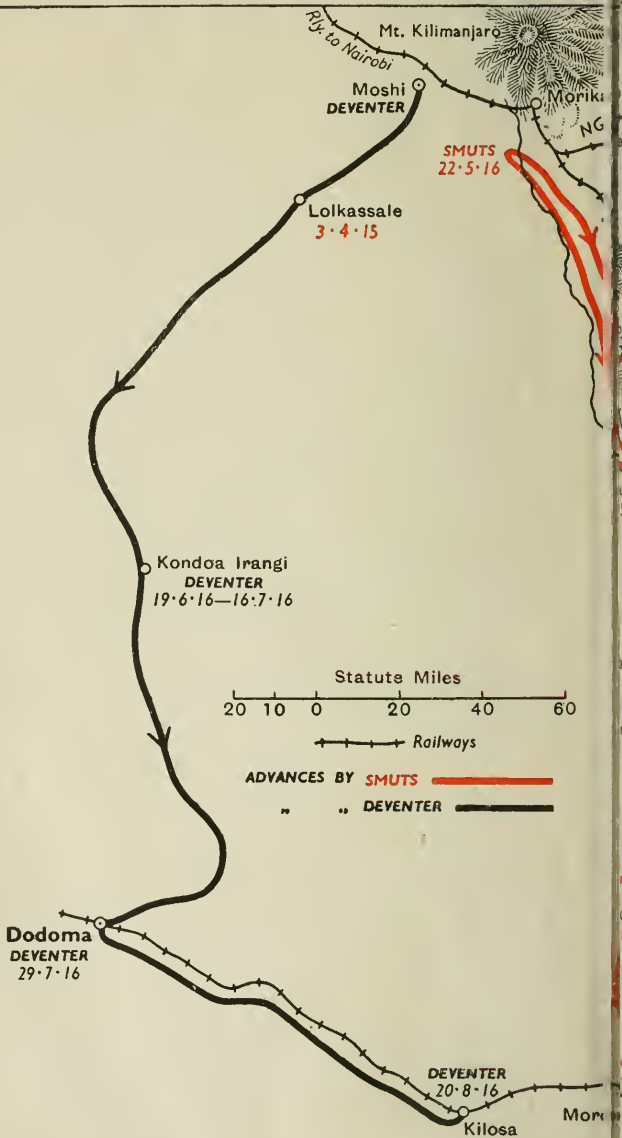 Rly. to Nairobi
Mt. Kilimanjaro
Moshi
DEVENTER
SMUTS
22·5·16
Lolkassale
3·4·15
Kondoa Irangi
DEVENTER
19·6·16—16·7·16
Statute Miles
20 10 0 20 40 60
Railways
ADVANCES BY SMUTS
" " DEVENTER
Dodoma
DEVENTER
29·7·16
DEVENTER
20·8·16
Kilosa